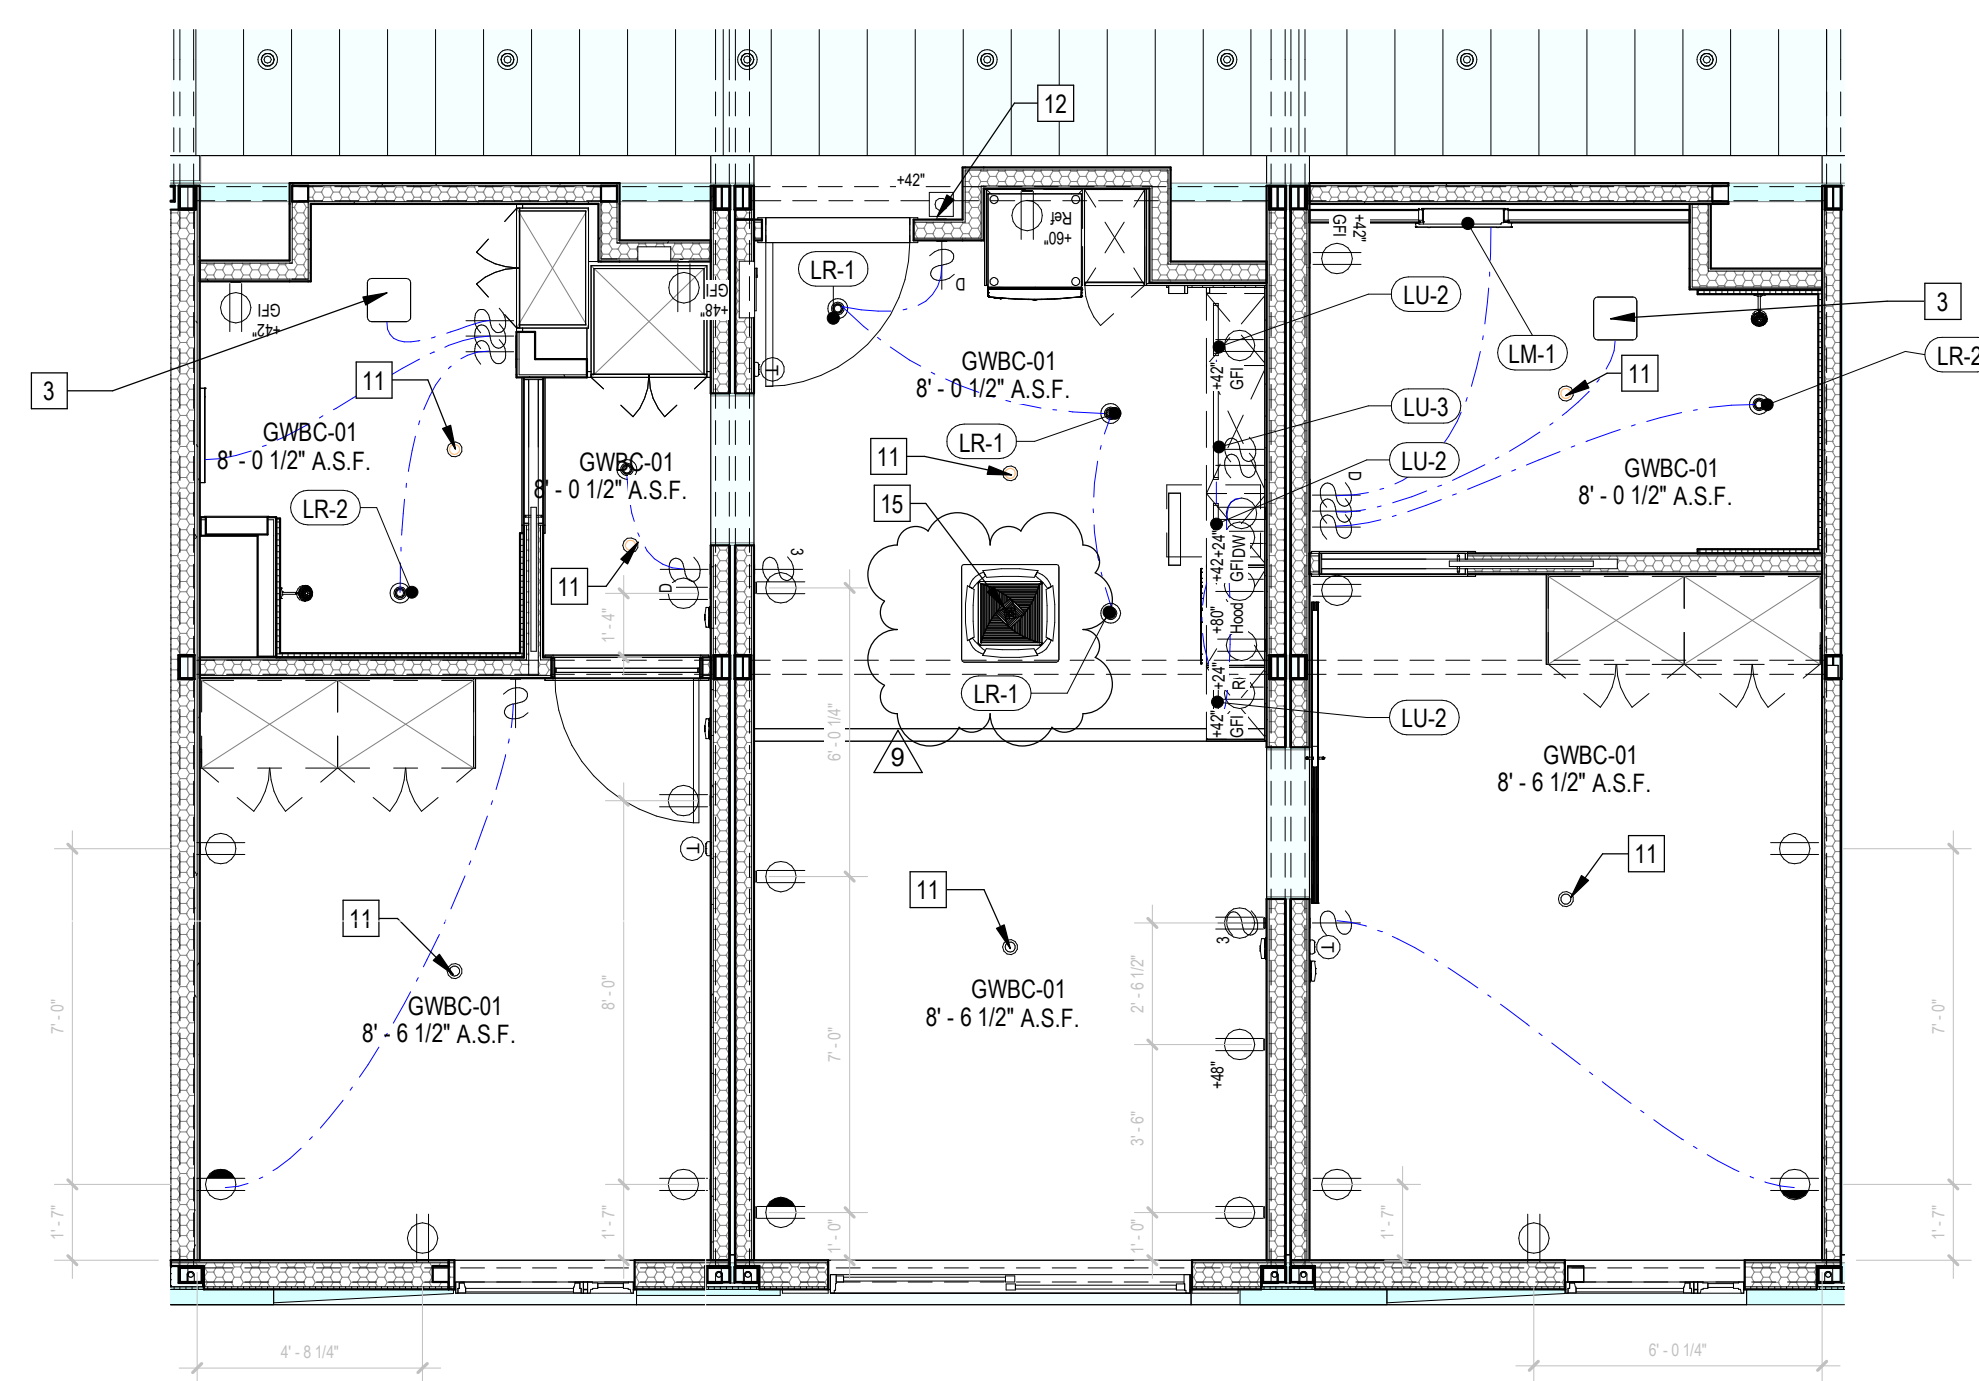 12
+42"
Ref
+60"
GFI
+42"
LR-1
LU-2
3
GFI
+48"
D
LM-1
3
GFI
+42"
T
GWBC-01
8' - 0 1/2" A.S.F.
+42"
GFI
LR-2
11
3
11
LU-3
GWBC-01
8' - 0 1/2" A.S.F.
LR-1
11
LU-2
GWBC-01
8' - 0 1/2" A.S.F.
GWBC-01
8' - 0 1/2" A.S.F.
D
LR-2
15
+42"
+24"
GFI
DW
11
D
3
1' - 4"
+80"
Hood
LR-1
+24"
R
+42"
GFI
LU-2
6' - 0 1/4"
9
GWBC-01
8' - 6 1/2" A.S.F.
T
11
11
11
3
T
GWBC-01
8' - 6 1/2" A.S.F.
GWBC-01
8' - 6 1/2" A.S.F.
7' - 0"
8' - 0"
7' - 0"
2' - 6 1/2"
7' - 0"
+48"
3' - 6"
1' - 7"
1' - 7"
1' - 0"
1' - 0"
1' - 7"
1' - 7"
4' - 8 1/4"
6' - 0 1/4"